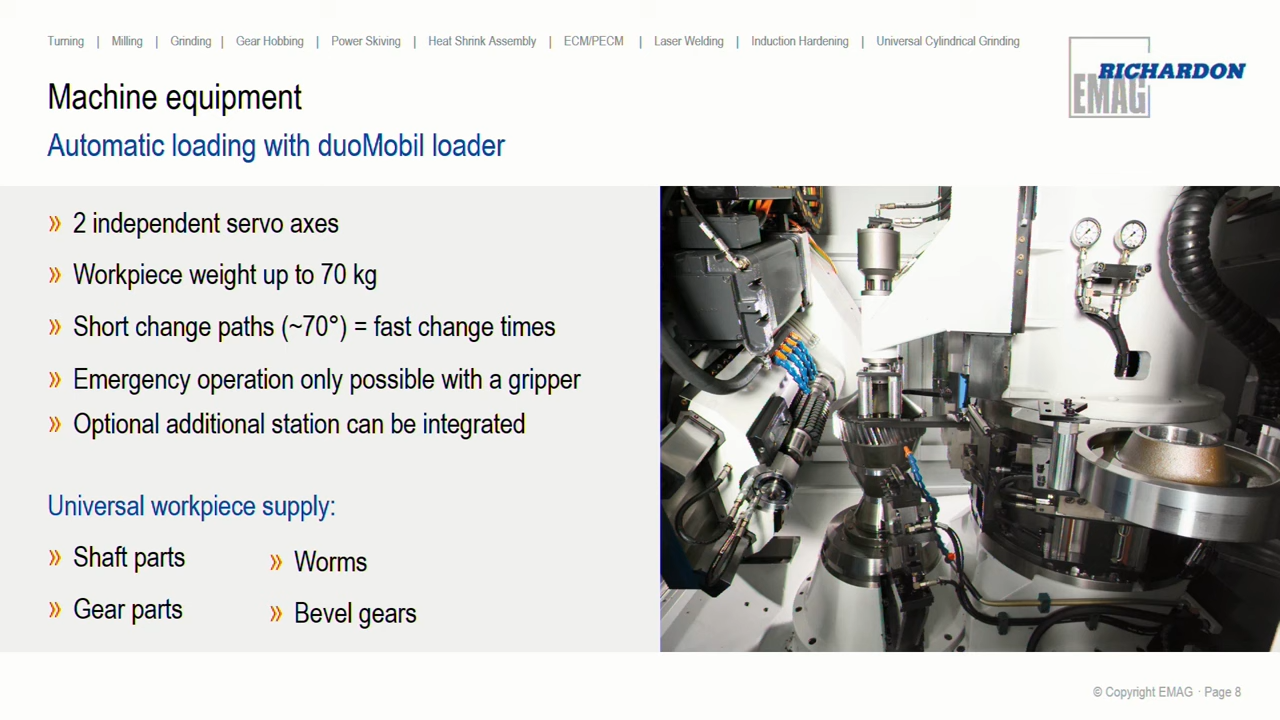 Turning | Milling | Grinding | Gear Hobbing | Power Skiving | Heat Shrink Assembly | ECM/PECM | Laser Welding | Induction Hardening | Universal Cylindrical Grinding
RICHARDON
EMAG
Machine equipment
Automatic loading with duoMobil loader
» 2 independent servo axes
» Workpiece weight up to 70 kg
» Short change paths (~70°) = fast change times
» Emergency operation only possible with a gripper
» Optional additional station can be integrated
Universal workpiece supply:
» Shaft parts
» Gear parts
» Worms
» Bevel gears
© Copyright EMAG · Page 8